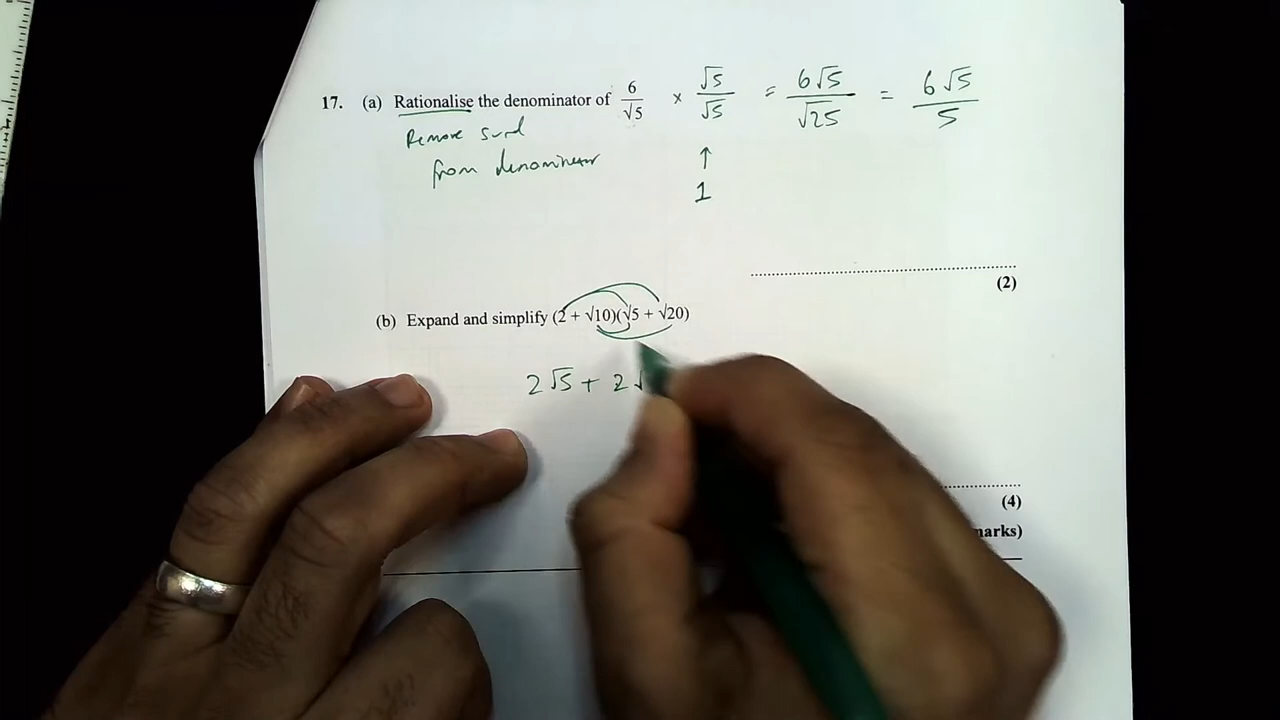 17. (a) Rationalise the denominator of 6/√5 × √5/√5 = 6√5/√25 = 6√5/5
Remove surd
from
↑
1
(2)
(b) Expand and simplify (2 + √10)(√5 + √20)
2√5 + 2√
(4)
marks)